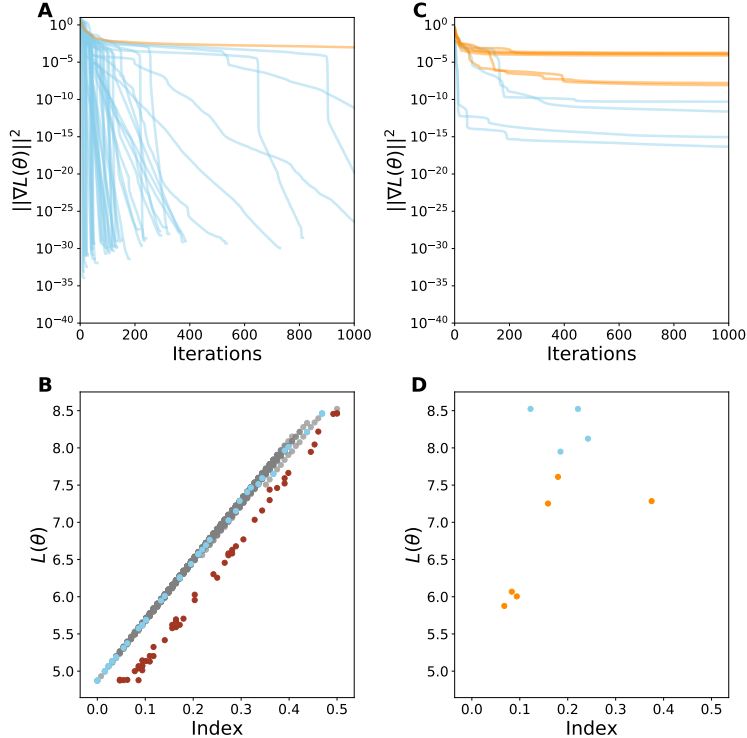 A
10^0
10^−5
10^−10
10^−15
10^−20
10^−25
10^−30
10^−35
10^−40
||∇L(θ)||^2
0 200 400 600 800 1000
Iterations
C
10^0
10^−5
10^−10
10^−15
10^−20
10^−25
10^−30
10^−35
10^−40
||∇L(θ)||^2
0 200 400 600 800 1000
Iterations
B
8.5
8.0
7.5
7.0
6.5
6.0
5.5
5.0
L(θ)
0.0 0.1 0.2 0.3 0.4 0.5
Index
D
8.5
8.0
7.5
7.0
6.5
6.0
5.5
5.0
L(θ)
0.0 0.1 0.2 0.3 0.4 0.5
Index